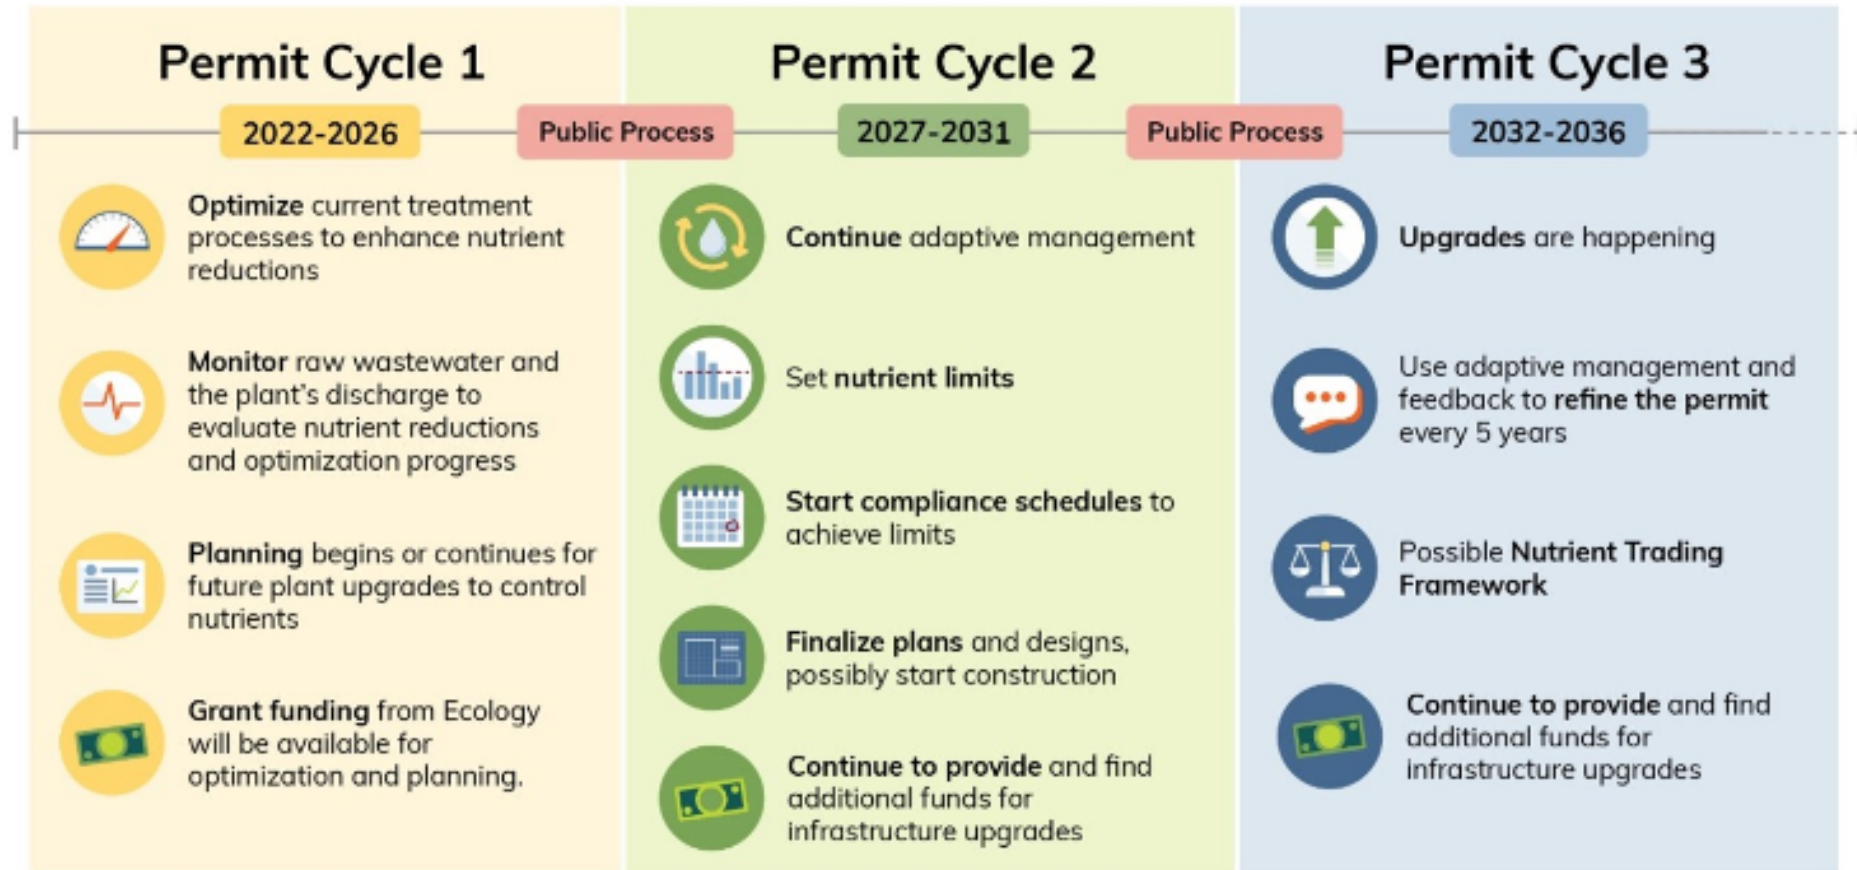 Permit Cycle 1
2022-2026
Optimize current treatment
processes to enhance nutrient
reductions
Monitor raw wastewater and
the plant's discharge to
evaluate nutrient reductions
and optimization progress
Planning begins or continues for
future plant upgrades to control
nutrients
Grant funding from Ecology
will be available for
optimization and planning.
Public Process
Permit Cycle 2
2027-2031
Continue adaptive management
Set nutrient limits
Start compliance schedules to
achieve limits
Finalize plans and designs,
possibly start construction
Continue to provide and find
additional funds for
infrastructure upgrades
Public Process
Permit Cycle 3
2032-2036
Upgrades are happening
Use adaptive management and
feedback to refine the permit
every 5 years
Possible Nutrient Trading
Framework
Continue to provide and find
additional funds for
infrastructure upgrades